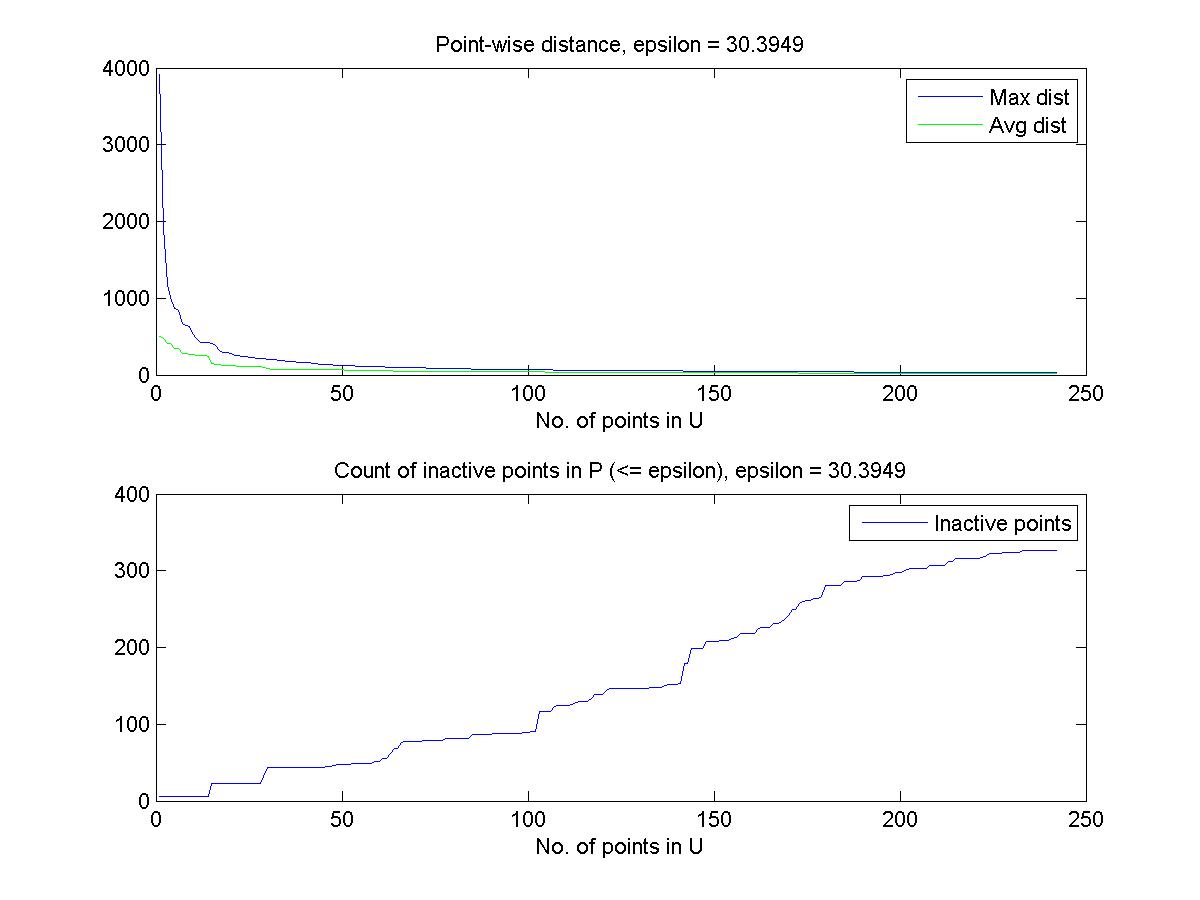 Point-wise distance, epsilon = 30.3949
4000
3000
2000
1000
0
Max dist
Avg dist
0 50 100 150 200 250
No. of points in U
Count of inactive points in P (<= epsilon), epsilon = 30.3949
400
300
200
100
0
Inactive points
0 50 100 150 200 250
No. of points in U